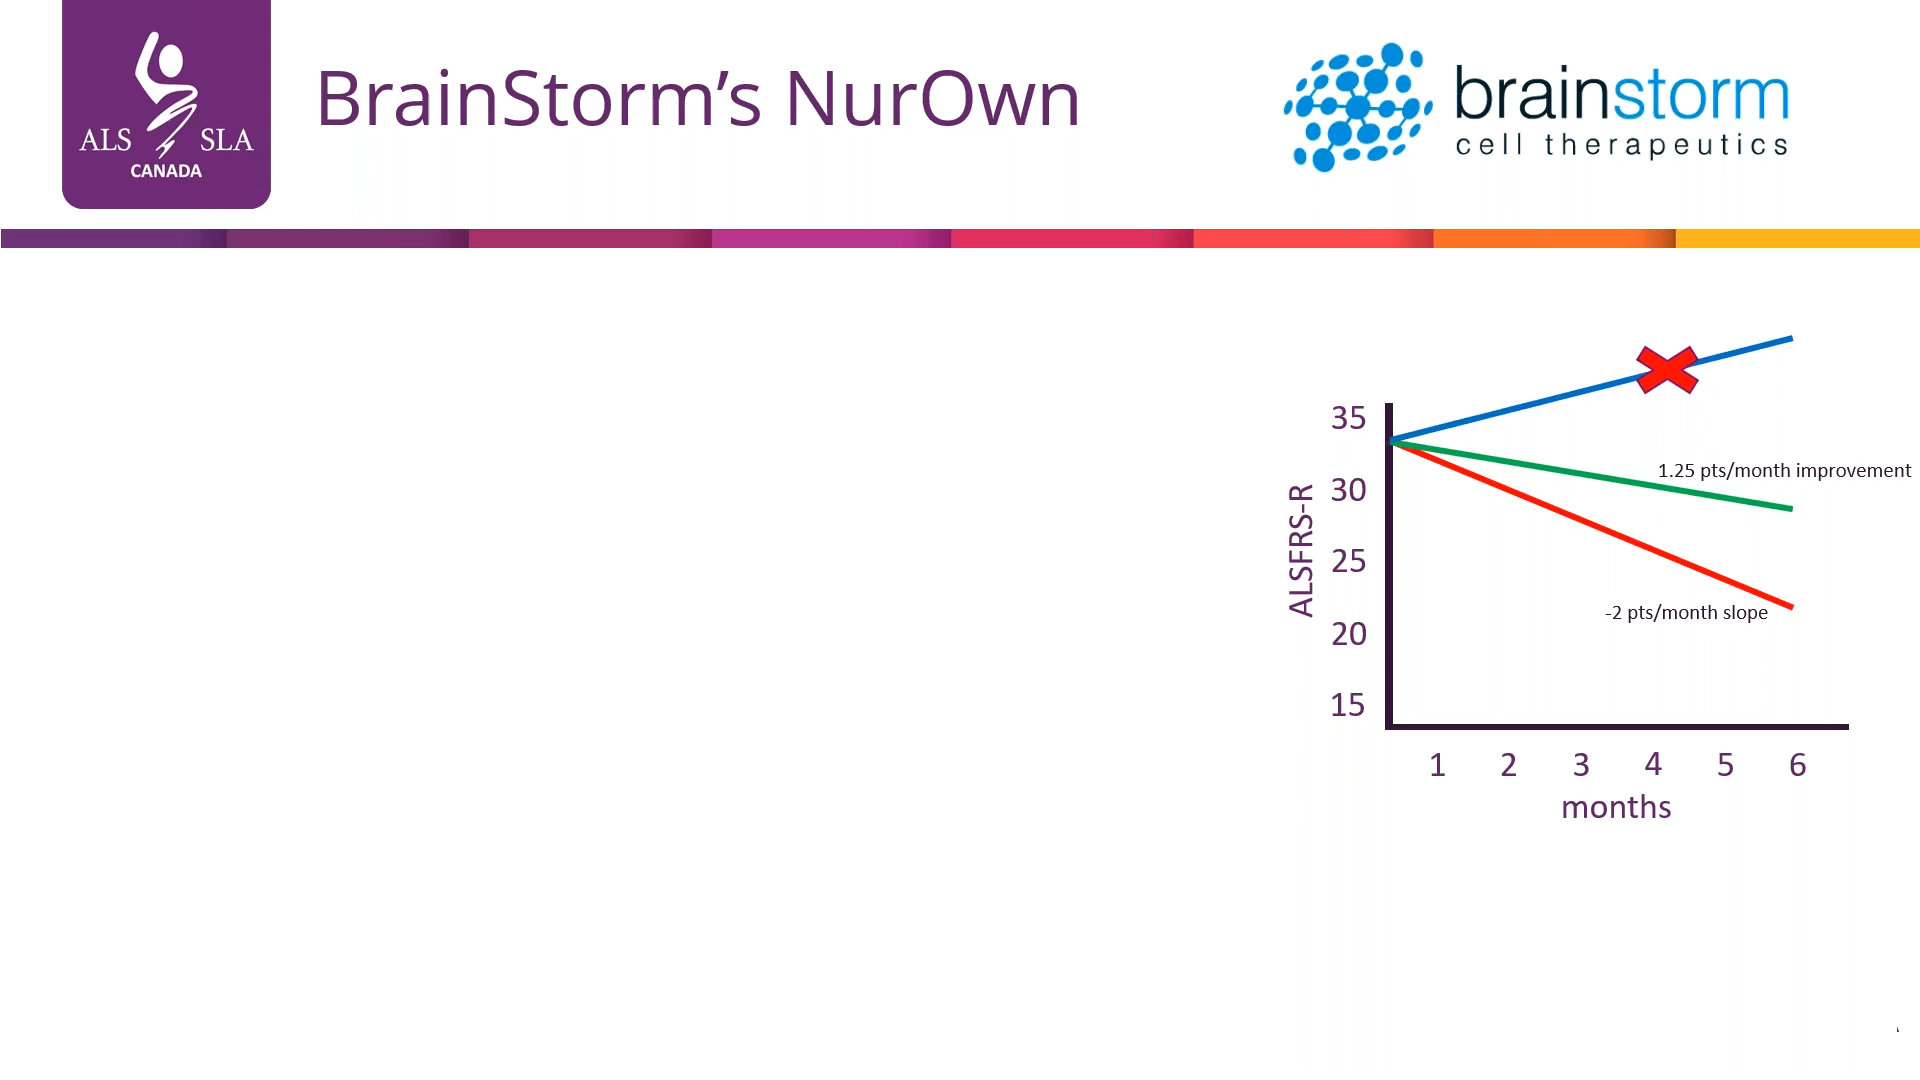 ALS SLA
CANADA
BrainStorm’s NurOwn
brainstorm
cell therapeutics
35
30
25
20
15
ALSFRS-R
1.25 pts/month improvement
-2 pts/month slope
1 2 3 4 5 6
months